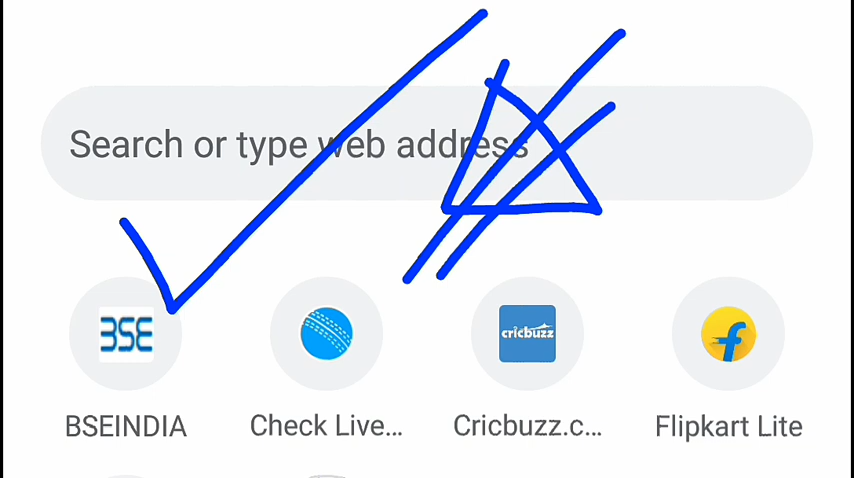 Search or type web address
BSE cricbuzz f
BSEINDIA Check Live... Cricbuzz.c... Flipkart Lite